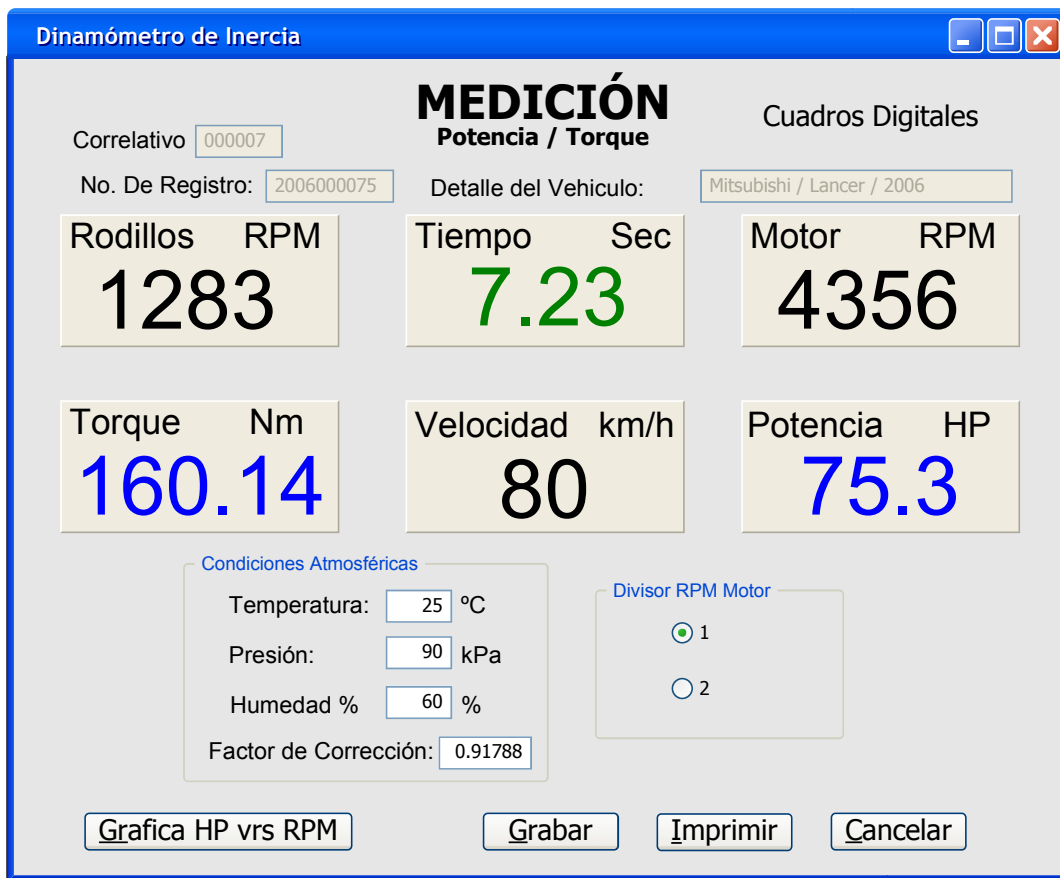 Dinamómetro de Inercia
MEDICIÓN
Potencia / Torque
Cuadros Digitales
Correlativo 000007
No. De Registro: 2006000075 Detalle del Vehiculo: Mitsubishi / Lancer / 2006
Rodillos RPM Tiempo Sec Motor RPM
1283 7.23 4356
Torque Nm Velocidad km/h Potencia HP
160.14 80 75.3
Condiciones Atmosféricas
Temperatura: 25 ºC
Presión: 90 kPa
Humedad % 60 %
Factor de Corrección: 0.91788
Divisor RPM Motor
1
2
Grafica HP vrs RPM Grabar Imprimir Cancelar